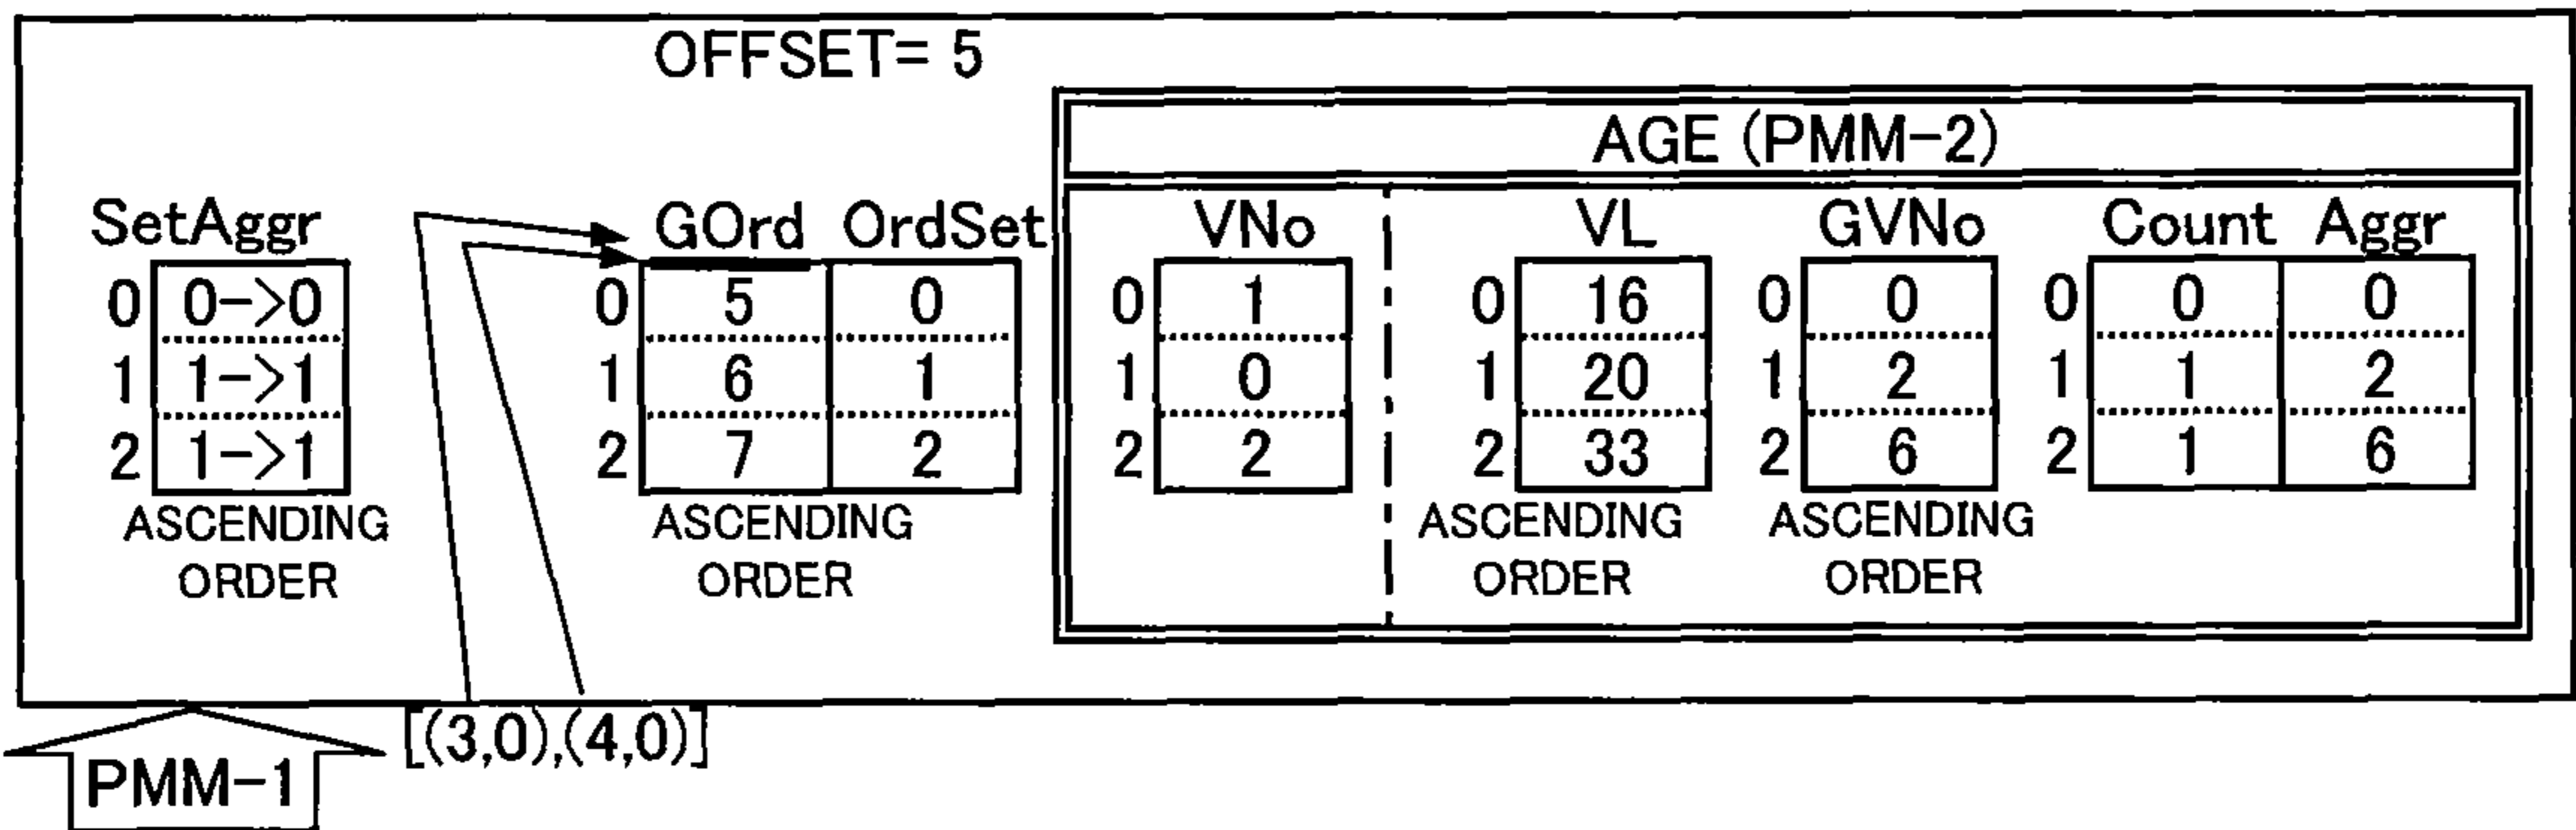 OFFSET= 5
AGE (PMM-2)
SetAggr GOrd OrdSet VNo VL GVNo Count Aggr
0 0->0 0 5 0 0 1 0 16 0 0 0 0 0
1 1->1 1 6 1 1 0 1 20 1 2 1 1 2
2 1->1 2 7 2 2 2 2 33 2 6 2 1 6
ASCENDING ASCENDING ASCENDING ASCENDING
ORDER ORDER ORDER ORDER
[(3,0),(4,0)]
PMM-1